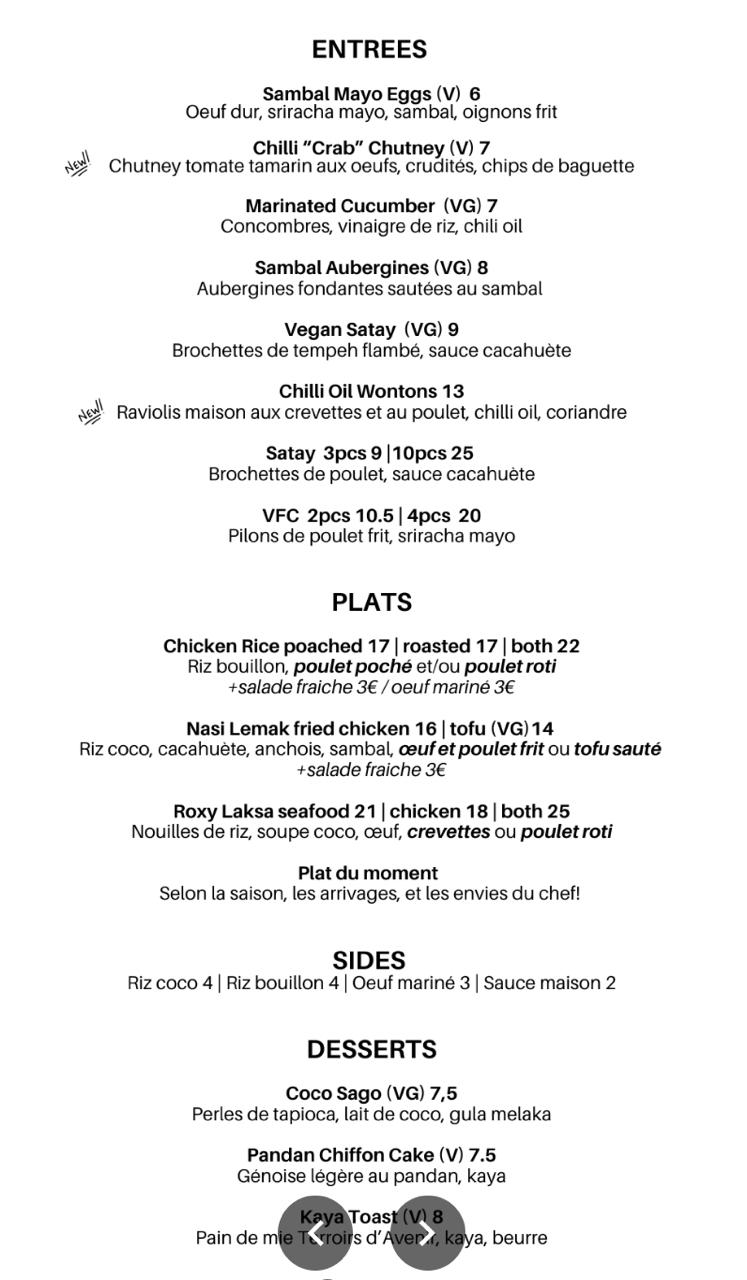 ENTREES
Sambal Mayo Eggs (V) 6
Oeuf dur, sriracha mayo, sambal, oignons frit
Chilli “Crab” Chutney (V) 7
NEW! Chutney tomate tamarin aux oeufs, crudités, chips de baguette
Marinated Cucumber (VG) 7
Concombres, vinaigre de riz, chili oil
Sambal Aubergines (VG) 8
Aubergines fondantes sautées au sambal
Vegan Satay (VG) 9
Brochettes de tempeh flambé, sauce cacahuète
Chilli Oil Wontons 13
NEW! Raviolis maison aux crevettes et au poulet, chilli oil, coriandre
Satay 3pcs 9 |10pcs 25
Brochettes de poulet, sauce cacahuète
VFC 2pcs 10.5 | 4pcs 20
Pilons de poulet frit, sriracha mayo
PLATS
Chicken Rice poached 17 | roasted 17 | both 22
Riz bouillon, poulet poché et/ou poulet roti
+salade fraiche 3€ / oeuf mariné 3€
Nasi Lemak fried chicken 16 | tofu (VG)14
Riz coco, cacahuète, anchois, sambal, œuf et poulet frit ou tofu sauté
+salade fraiche 3€
Roxy Laksa seafood 21 | chicken 18 | both 25
Nouilles de riz, soupe coco, œuf, crevettes ou poulet roti
Plat du moment
Selon la saison, les arrivages, et les envies du chef!
SIDES
Riz coco 4 | Riz bouillon 4 | Oeuf mariné 3 | Sauce maison 2
DESSERTS
Coco Sago (VG) 7,5
Perles de tapioca, lait de coco, gula melaka
Pandan Chiffon Cake (V) 7.5
Génoise légère au pandan, kaya
Kaya Toast (V) 8
Pain de mie Terroirs d’Avenir, kaya, beurre